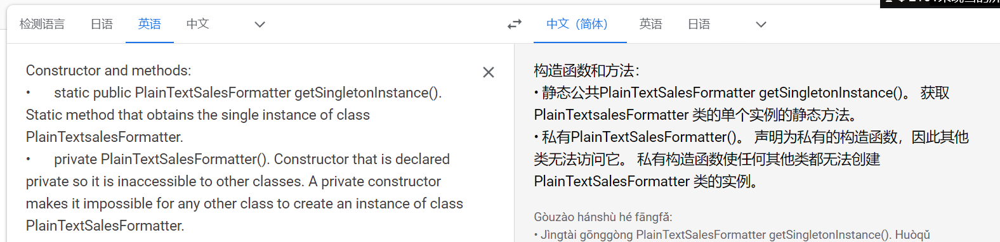 检测语言 日语 英语 中文
中文（简体） 英语 日语
Constructor and methods:
• static public PlainTextSalesFormatter getSingletonInstance().
Static method that obtains the single instance of class
PlainTextsalesFormatter.
• private PlainTextSalesFormatter(). Constructor that is declared
private so it is inaccessible to other classes. A private constructor
makes it impossible for any other class to create an instance of class
PlainTextSalesFormatter.
构造函数和方法：
• 静态公共PlainTextSalesFormatter getSingletonInstance()。 获取
PlainTextsalesFormatter 类的单个实例的静态方法。
• 私有PlainTextSalesFormatter()。 声明为私有的构造函数，因此其他
类无法访问它。 私有构造函数使任何其他类都无法创建
PlainTextSalesFormatter 类的实例。
Gòuzào hánshù hé fāngfǎ:
• Jìngtài gōnggòng PlainTextSalesFormatter getSingletonInstance(). Huòqǔ